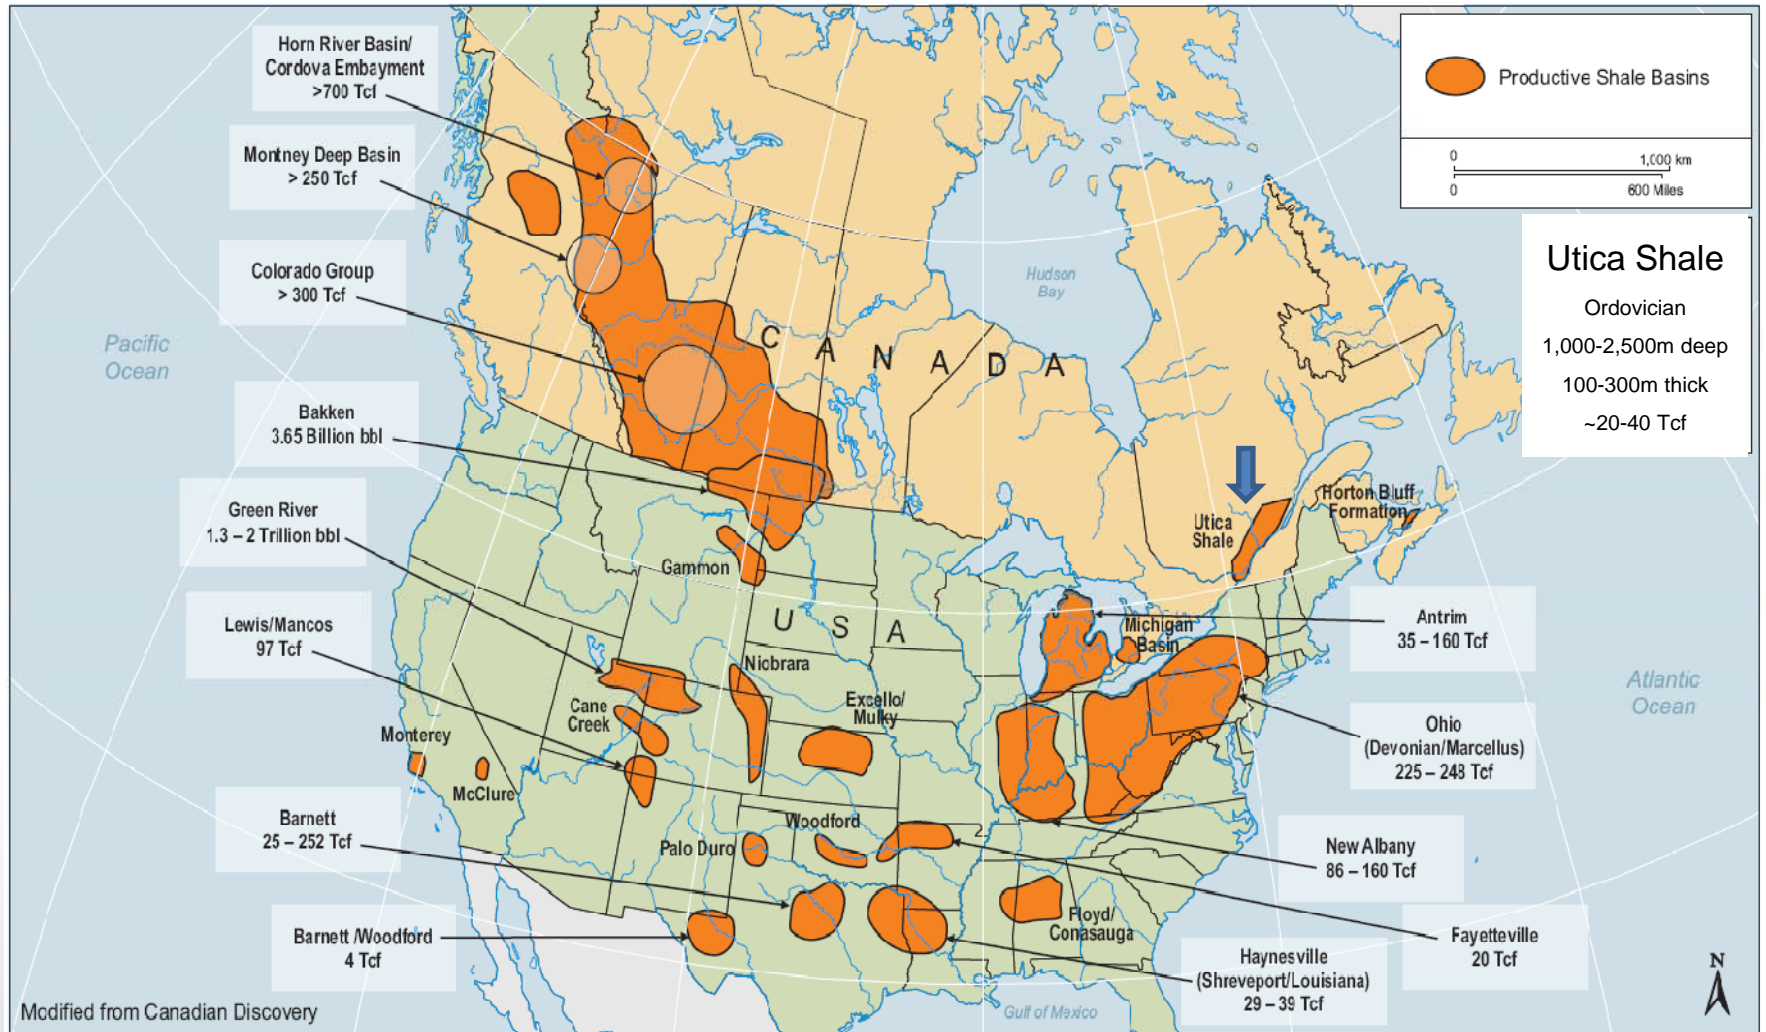 Horn River Basin/
Cordova Embayment
>700 Tcf
Montney Deep Basin
> 250 Tcf
Colorado Group
> 300 Tcf
Bakken
3.65 Billion bbl
Green River
1.3 – 2 Trillion bbl
Lewis/Mancos
97 Tcf
Barnett
25 – 252 Tcf
Barnett /Woodford
4 Tcf
Modified from Canadian Discovery
Pacific
Ocean
Hudson
Bay
CANADA
USA
Gammon
Niobrara
Cane
Creek
Excello/
Mulky
Monterey
McClure
Palo Duro
Woodford
Michigan
Basin
Utica
Shale
Horton Bluff
Formation
Floyd/
Conasauga
Gulf of Mexico
Atlantic
Ocean
Productive Shale Basins
0 1,000 km
0 600 Miles
Utica Shale
Ordovician
1,000-2,500m deep
100-300m thick
~20-40 Tcf
Antrim
35 – 160 Tcf
Ohio
(Devonian/Marcellus)
225 – 248 Tcf
New Albany
86 – 160 Tcf
Fayetteville
20 Tcf
Haynesville
(Shreveport/Louisiana)
29 – 39 Tcf
N